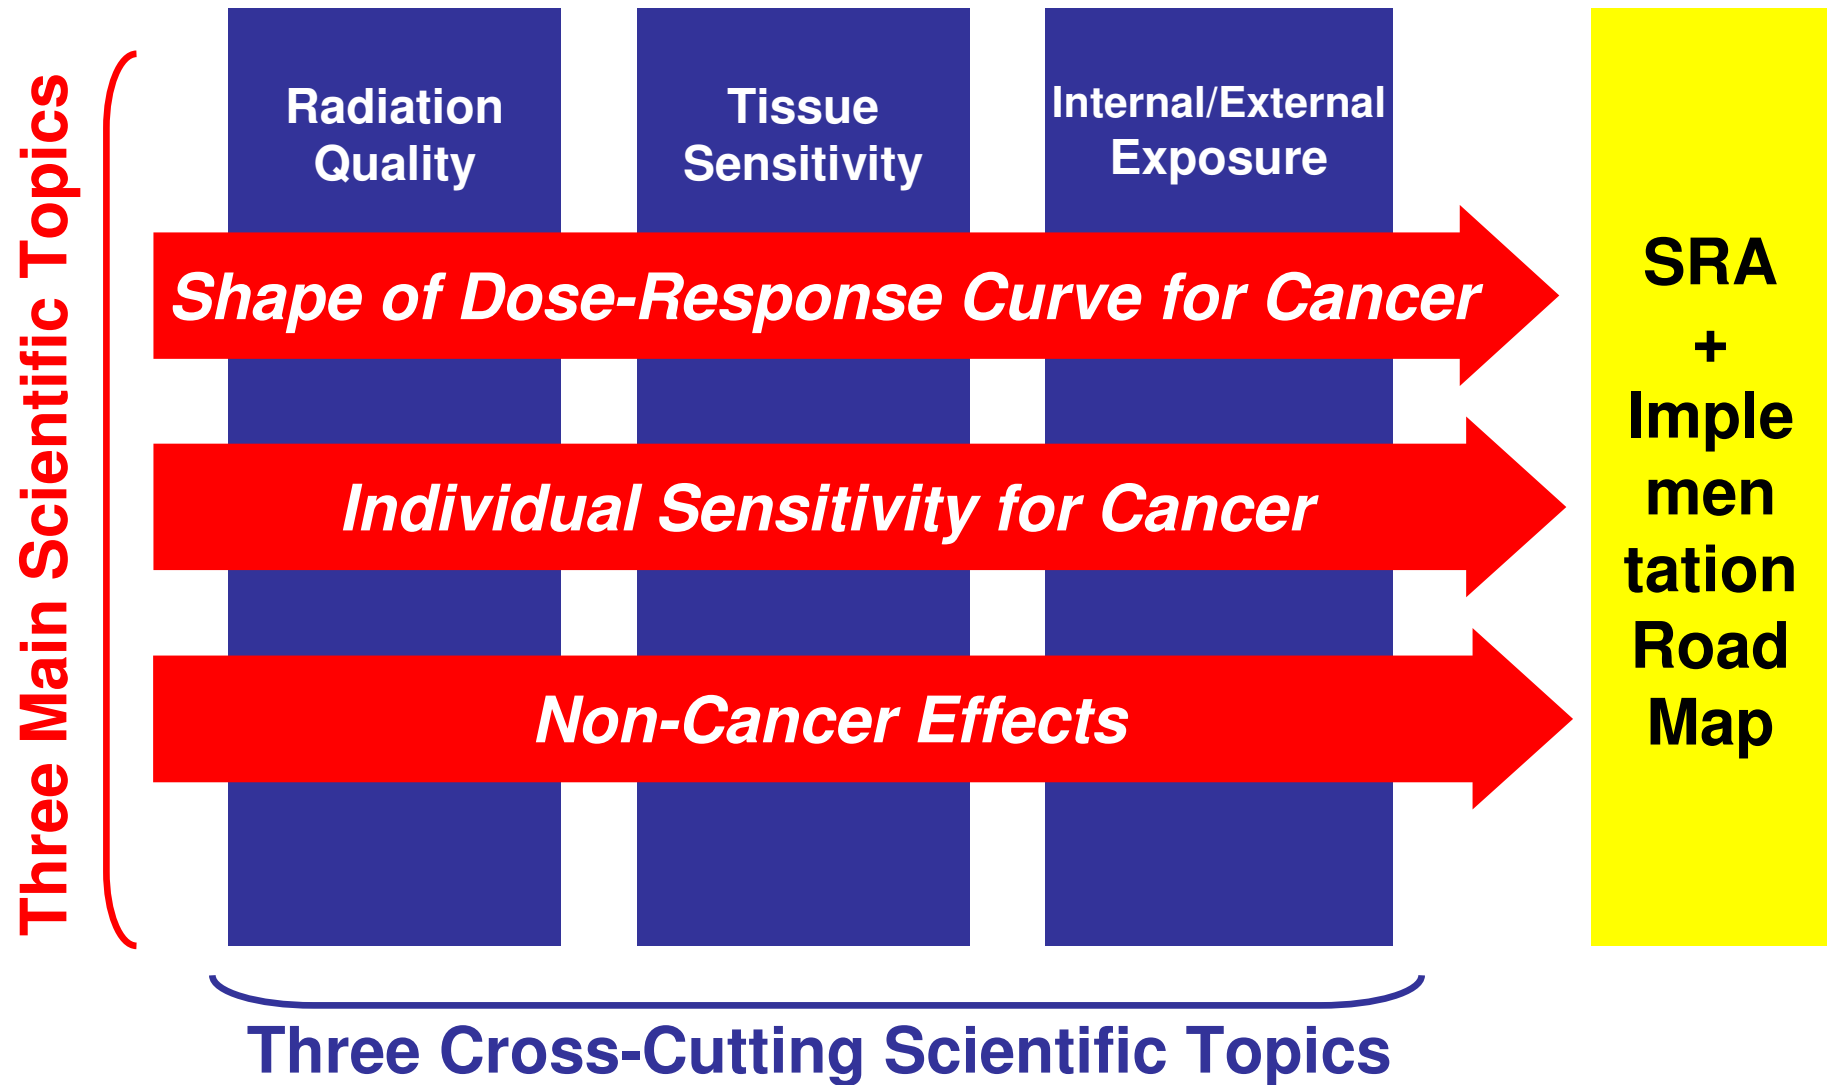 Three Main Scientific Topics
Radiation
Quality
Tissue
Sensitivity
Internal/External
Exposure
Shape of Dose-Response Curve for Cancer
Individual Sensitivity for Cancer
Non-Cancer Effects
SRA
+
Imple
men
tation
Road
Map
Three Cross-Cutting Scientific Topics